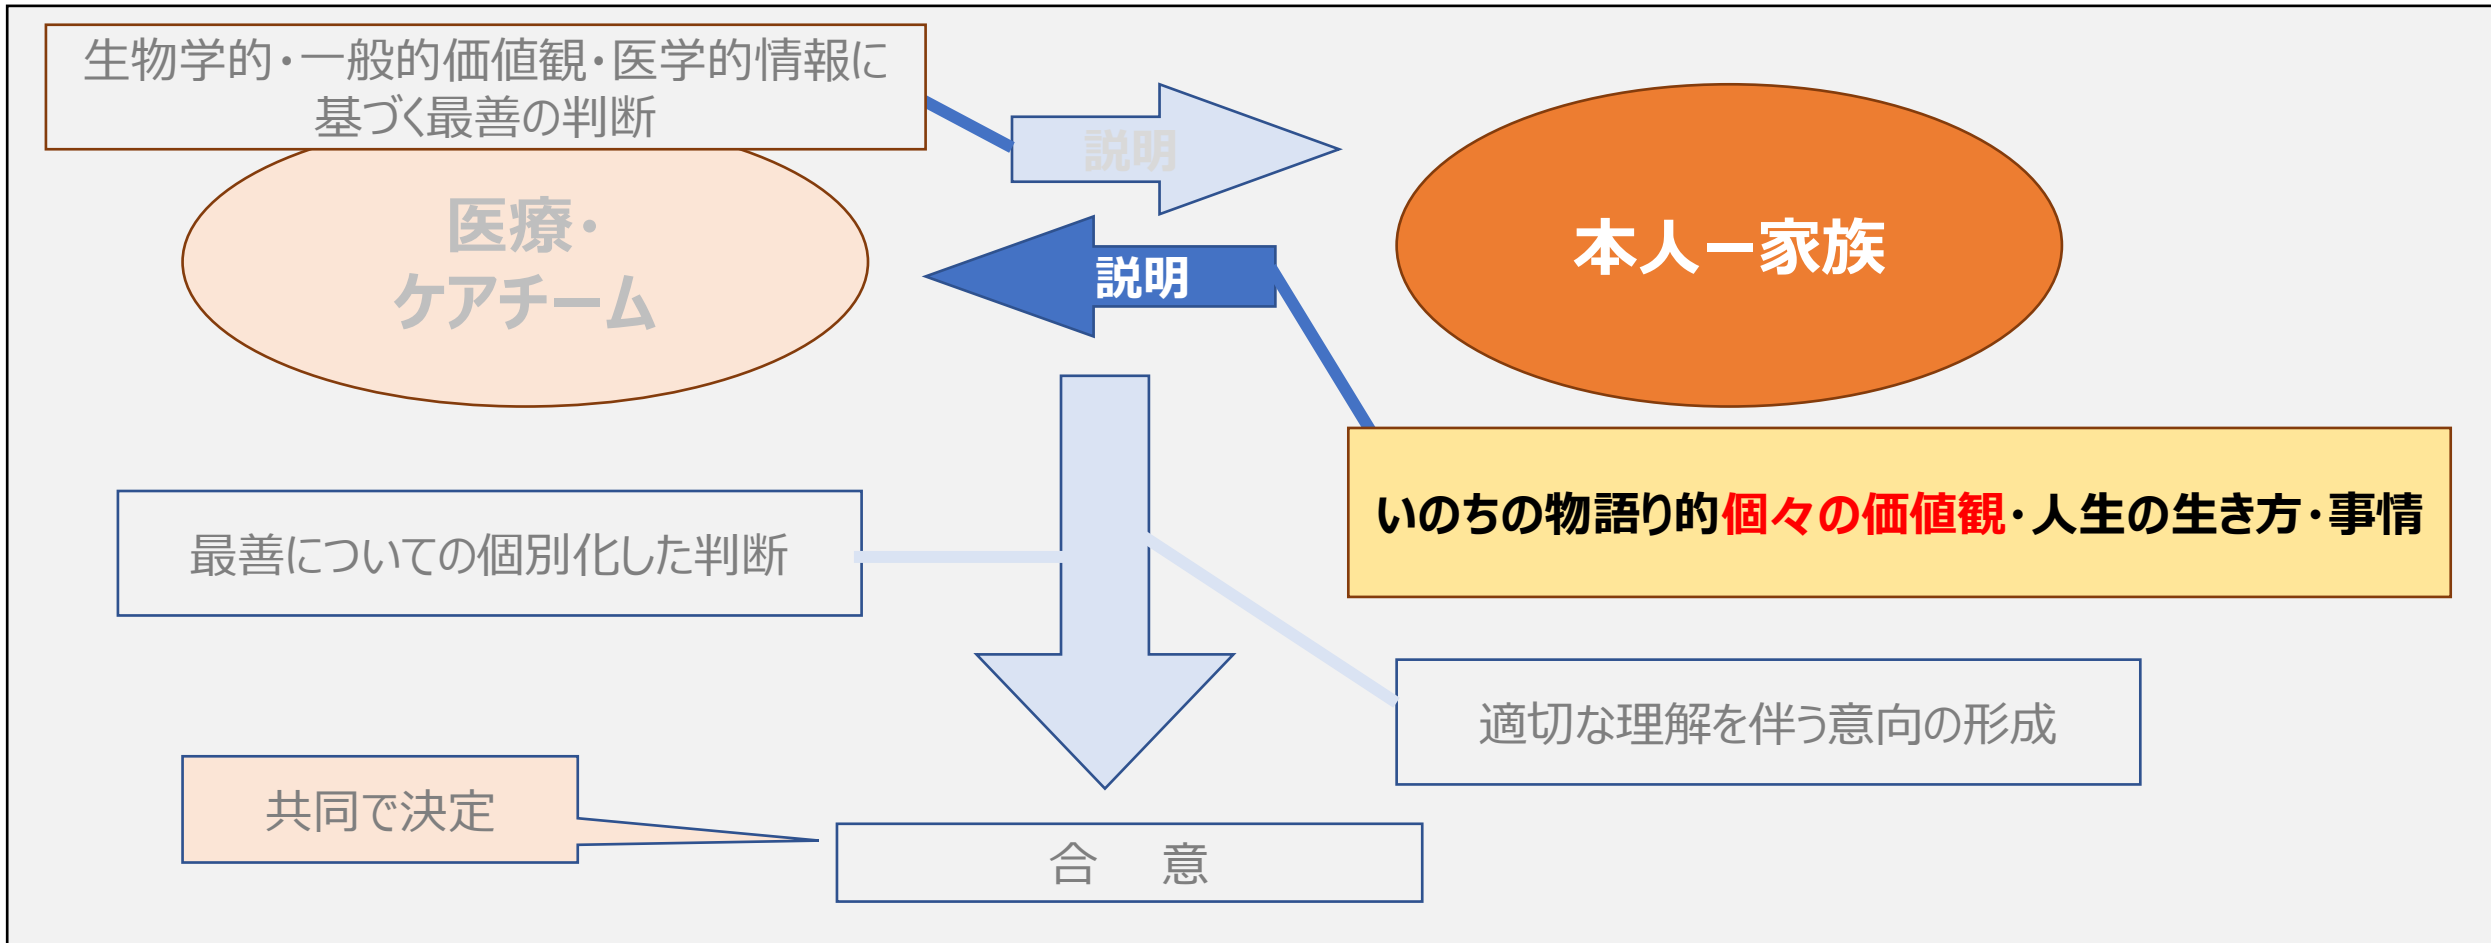 生物学的・一般的価値観・医学的情報に
基づく最善の判断
説明
医療・
ケアチーム
本人ー家族
説明
いのちの物語り的個々の価値観・人生の生き方・事情
最善についての個別化した判断
適切な理解を伴う意向の形成
共同で決定
合　意